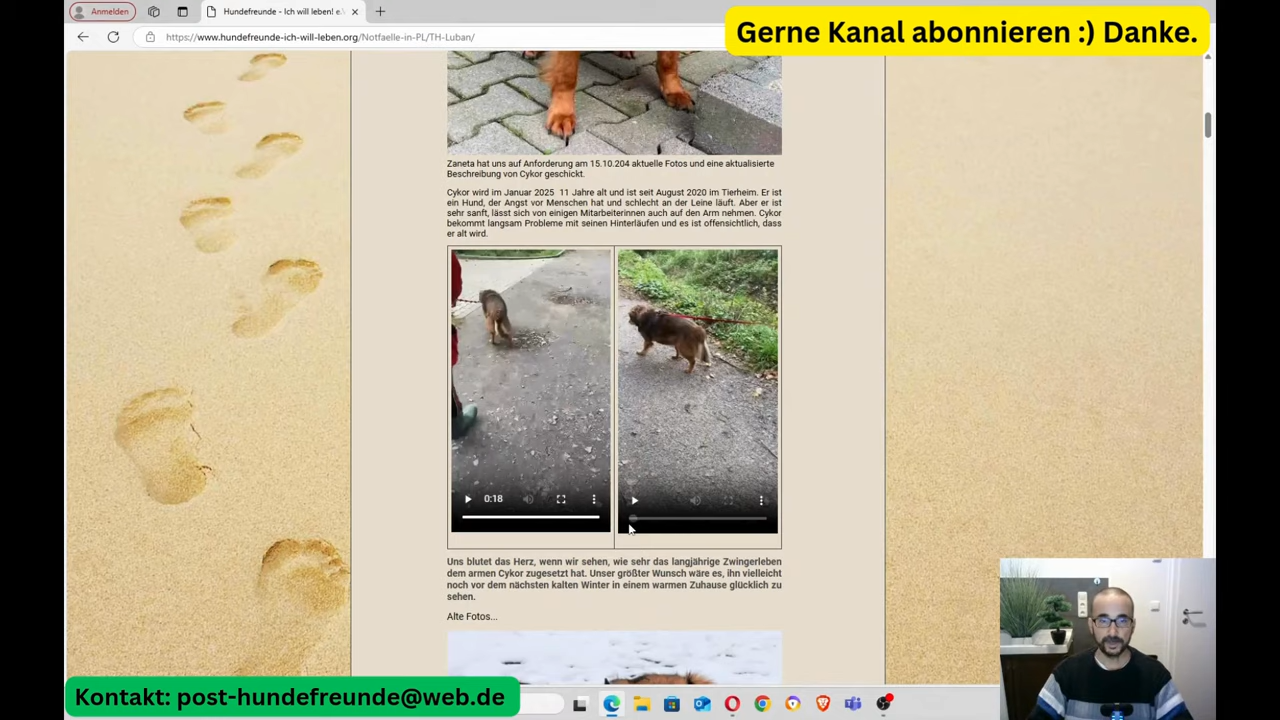 Anmelden
Hundefreunde - Ich will leben! e.V
Gerne Kanal abonnieren :) Danke.
https://www.hundefreunde-ich-will-leben.org/Notfaelle-in-PL/TH-Luban/
Zaneta hat uns auf Anforderung am 15.10.204 aktuelle Fotos und eine aktualisierte
Beschreibung von Cykor geschickt.
Cykor wird im Januar 2025 11 Jahre alt und ist seit August 2020 im Tierheim. Er ist
ein Hund, der Angst vor Menschen hat und schlecht an der Leine läuft. Aber er ist
sehr sanft, lässt sich von einigen Mitarbeiterinnen auch auf den Arm nehmen. Cykor
bekommt langsam Probleme mit seinen Hinterläufen und es ist offensichtlich, dass
er alt wird.
0:18
Uns blutet das Herz, wenn wir sehen, wie sehr das langjährige Zwingerleben
dem armen Cykor zugesetzt hat. Unser größter Wunsch wäre es, ihn vielleicht
noch vor dem nächsten kalten Winter in einem warmen Zuhause glücklich zu
sehen.
Alte Fotos...
Kontakt: post-hundefreunde@web.de